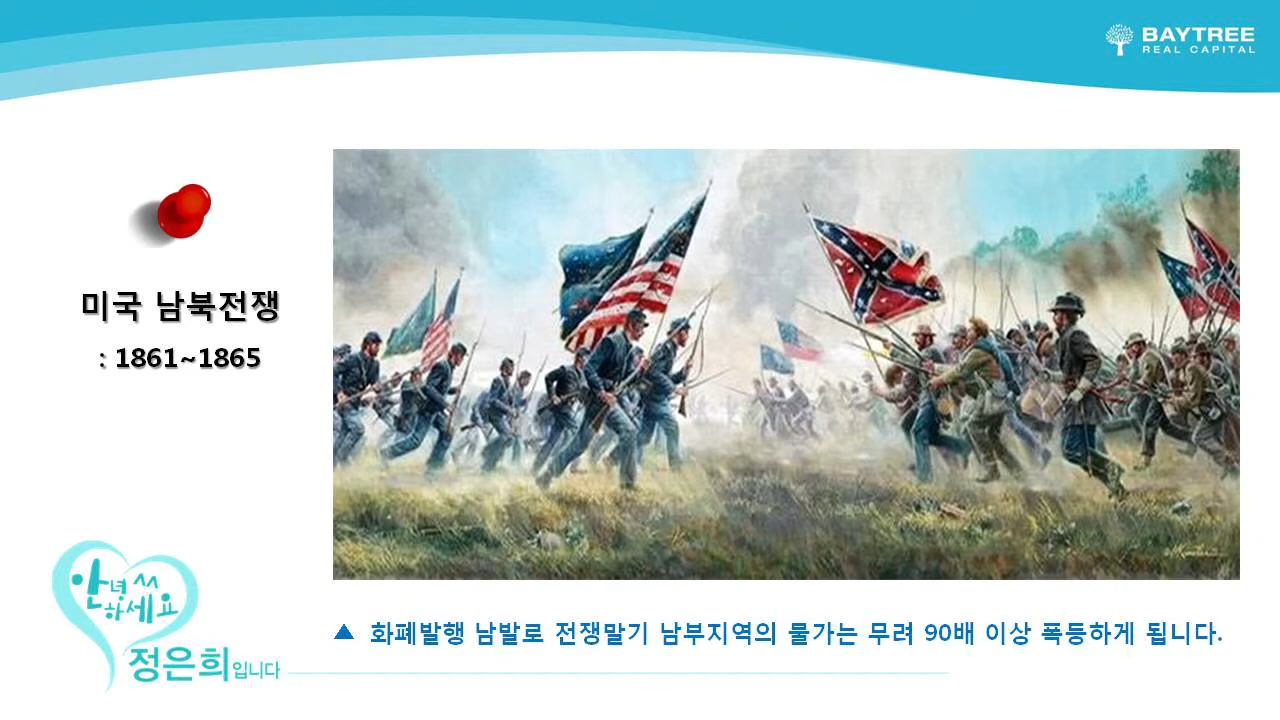 BAYTREE
REAL CAPITAL
미국 남북전쟁
: 1861~1865
안녕^^
하세요
정은희입니다
▲ 화폐발행 남발로 전쟁말기 남부지역의 물가는 무려 90배 이상 폭등하게 됩니다.